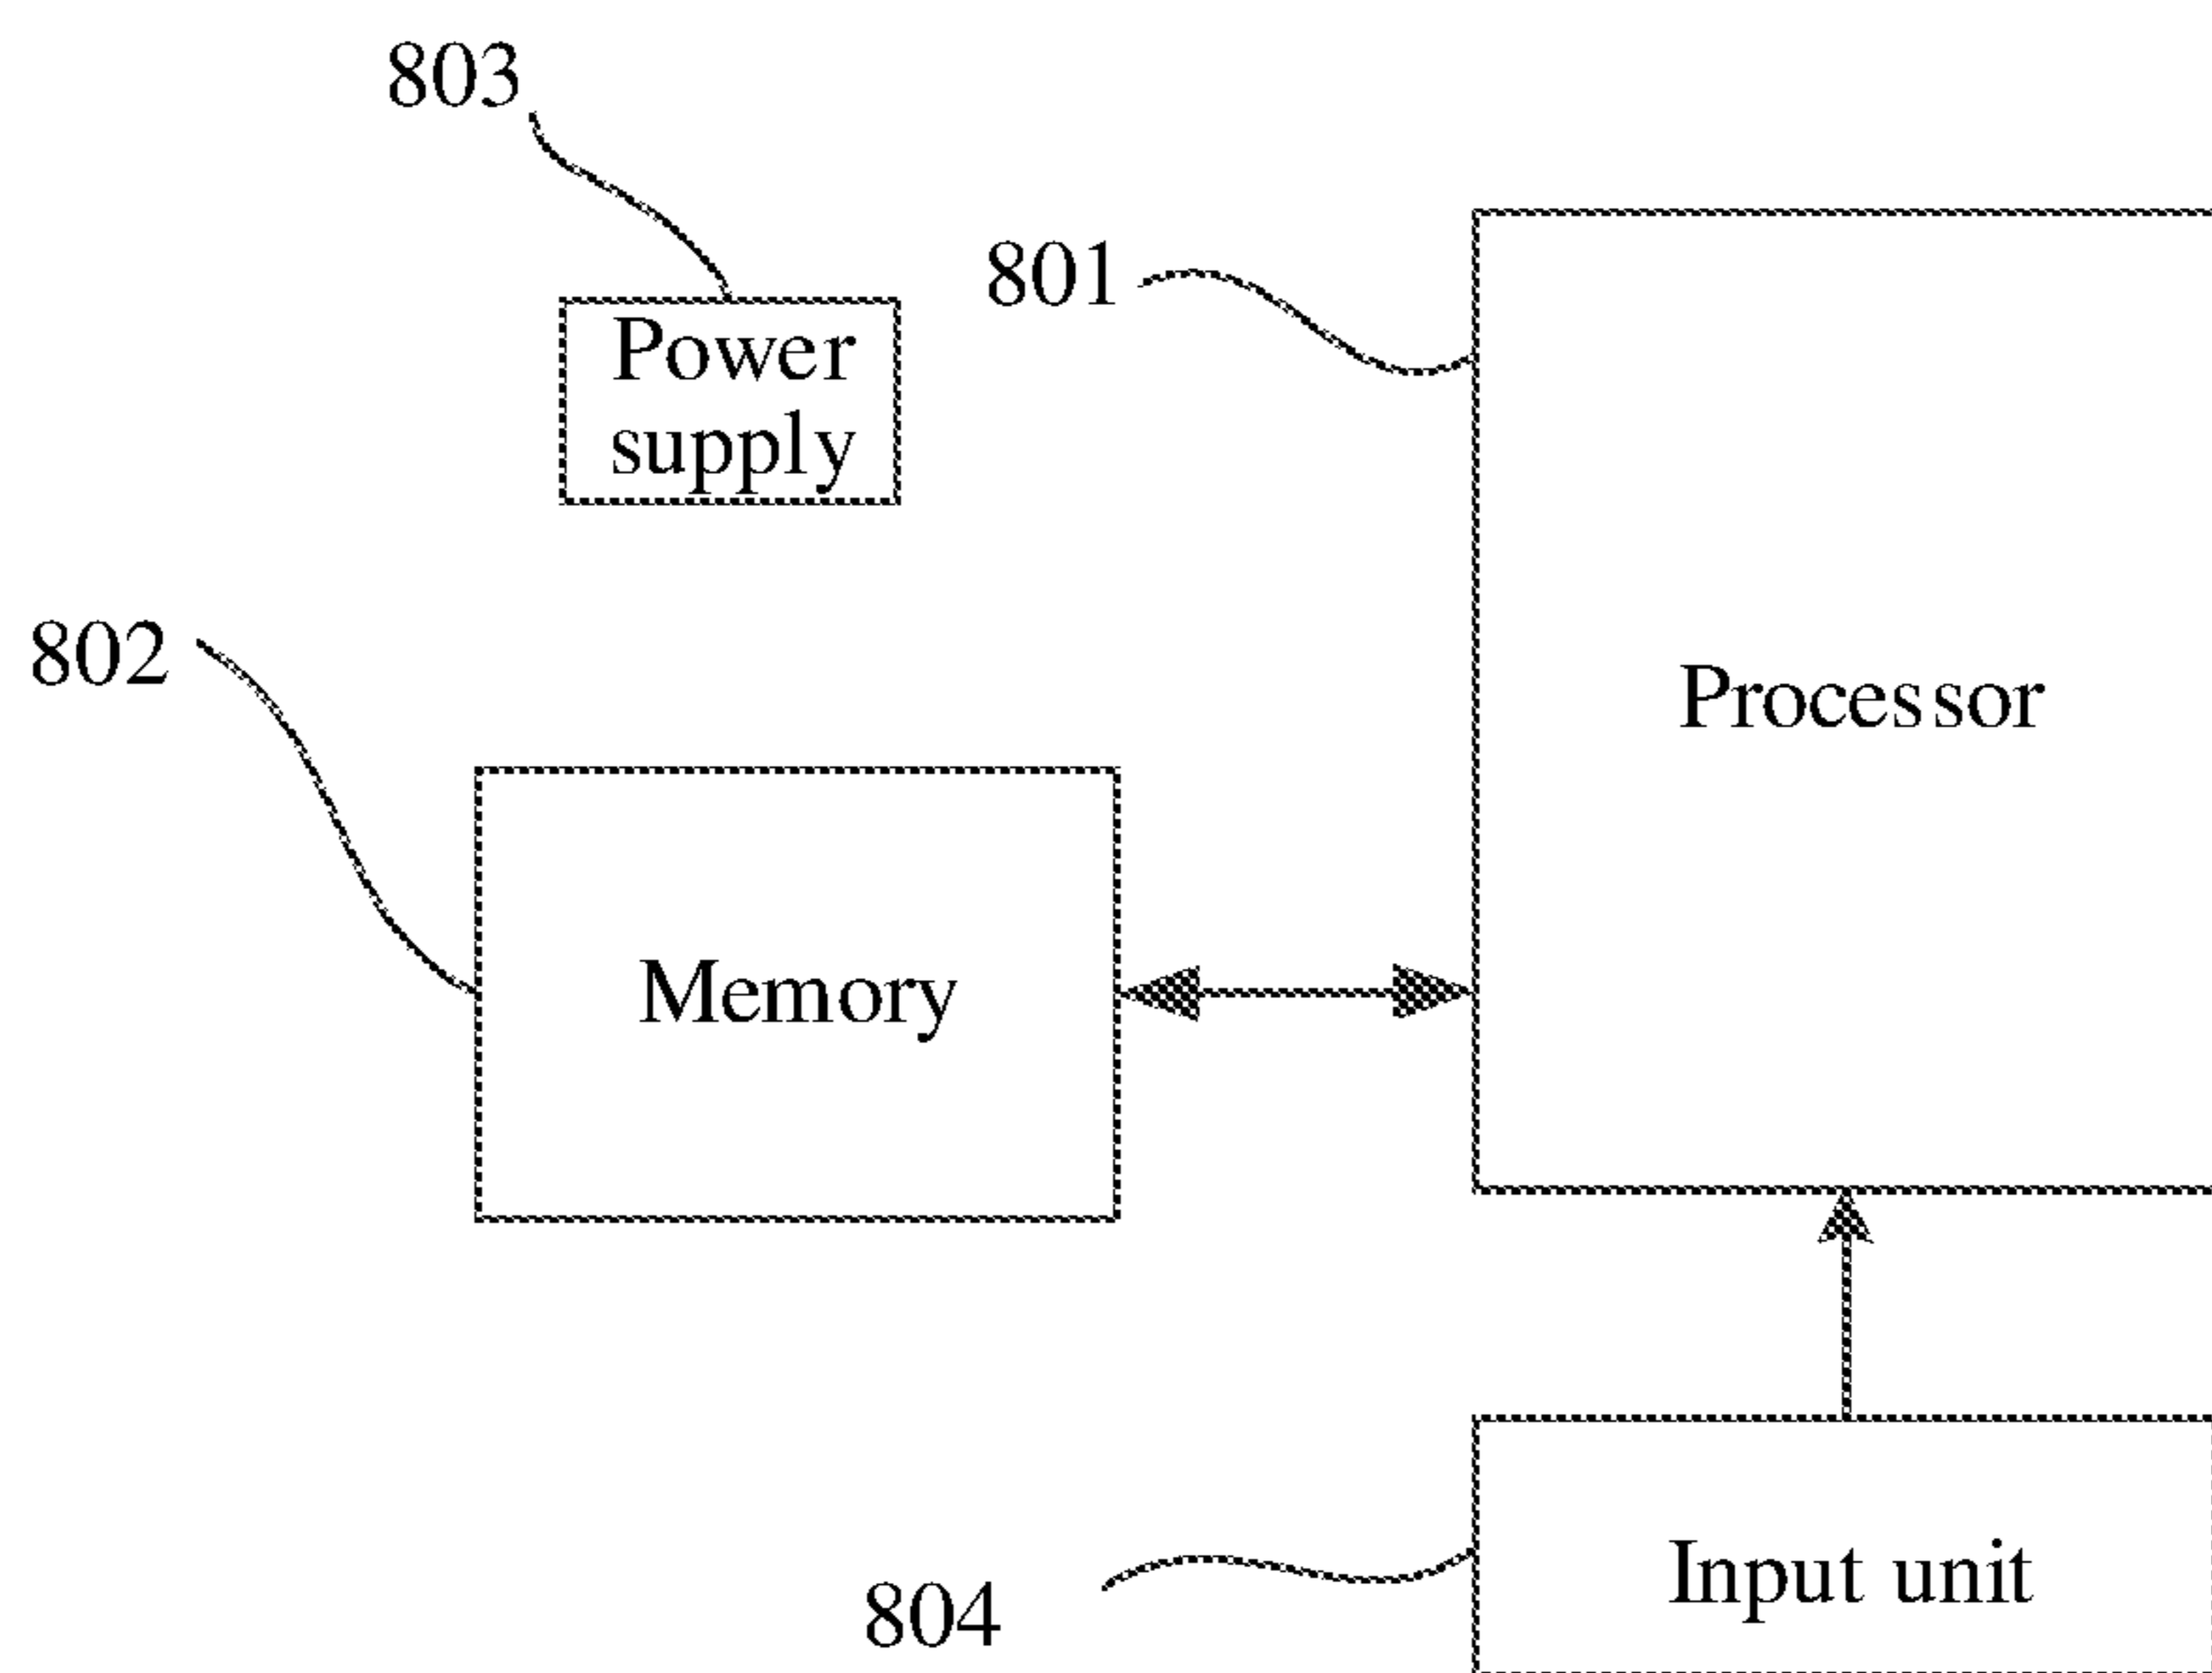 803
801
Power
supply
802
Processor
Memory
Input unit
804